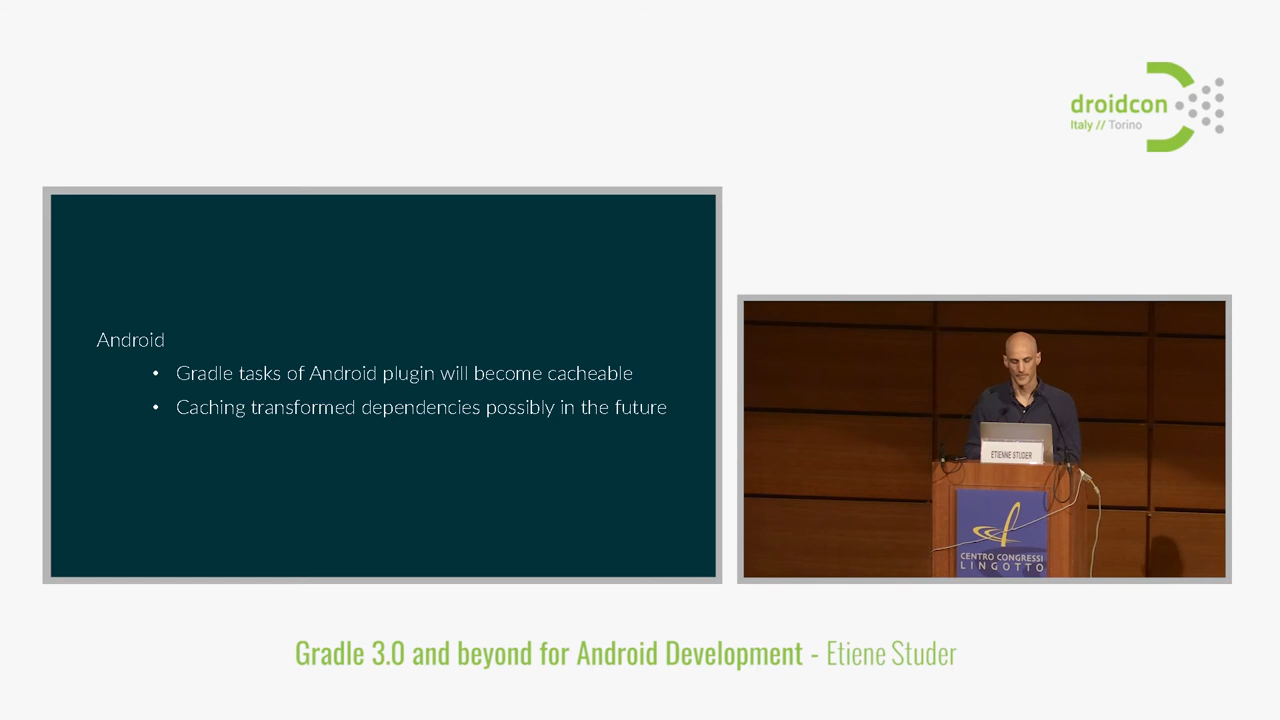 droidcon
Italy // Torino
Android
• Gradle tasks of Android plugin will become cacheable
• Caching transformed dependencies possibly in the future
ETIENNE STUDER
CENTRO CONGRESSI
LINGOTTO
Gradle 3.0 and beyond for Android Development - Etiene Studer